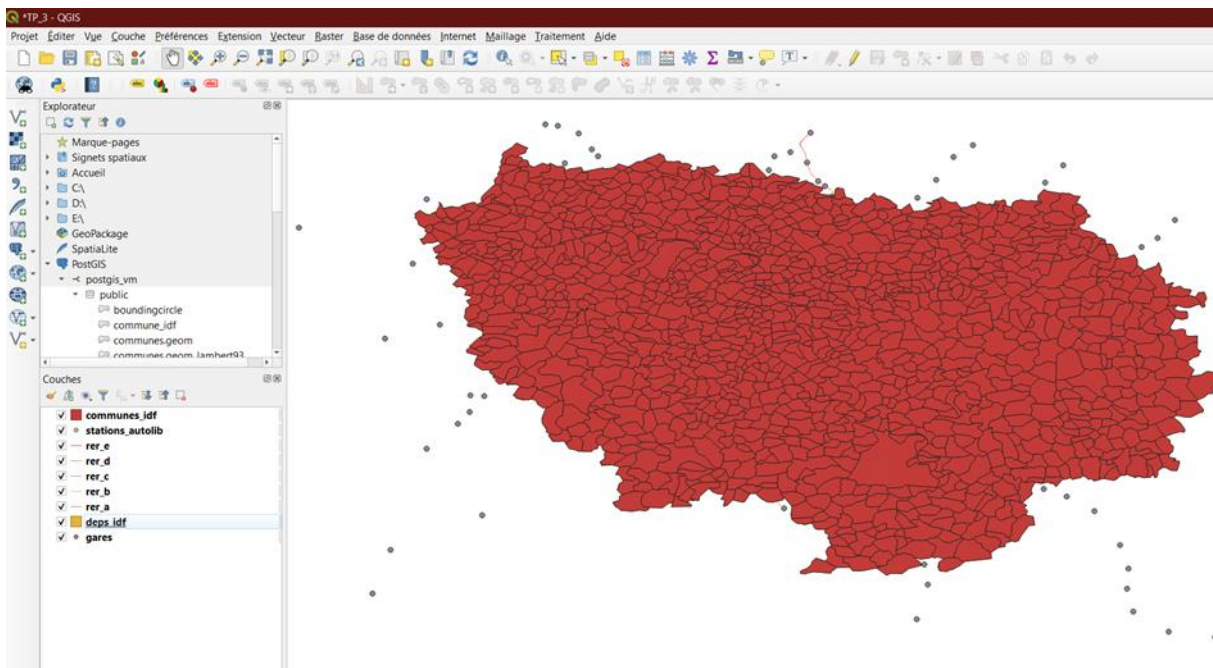 *TP_3 - QGIS
Projet Éditer Vue Couche Préférences Extension Vecteur Raster Base de données Internet Maillage Traitement Aide
Explorateur
Marque-pages
Signets spatiaux
Accueil
C:\
D:\
E:\
GeoPackage
SpatiaLite
PostGIS
postgis_vm
public
boundingcircle
commune_idf
communes.geom
communes.geom_lambert93
Couches
communes_idf
stations_autolib
rer_e
rer_d
rer_c
rer_b
rer_a
deps_idf
gares